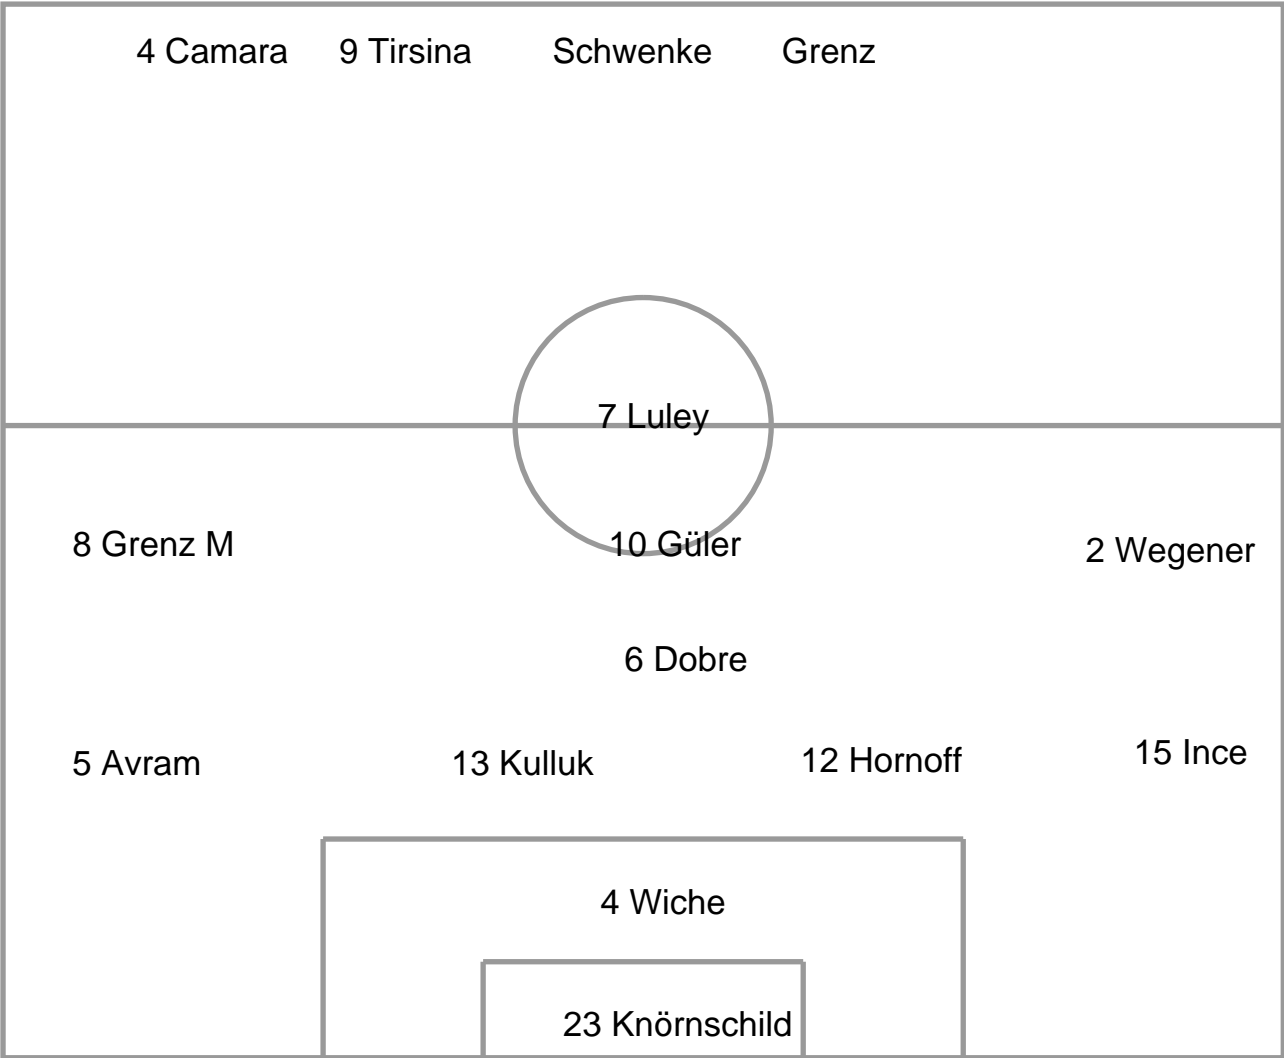 4 Camara 9 Tirsina Schwenke Grenz
7 Luley
8 Grenz M 10 Güler 2 Wegener
6 Dobre
5 Avram 13 Kulluk 12 Hornoff 15 Ince
4 Wiche
23 Knörnschild